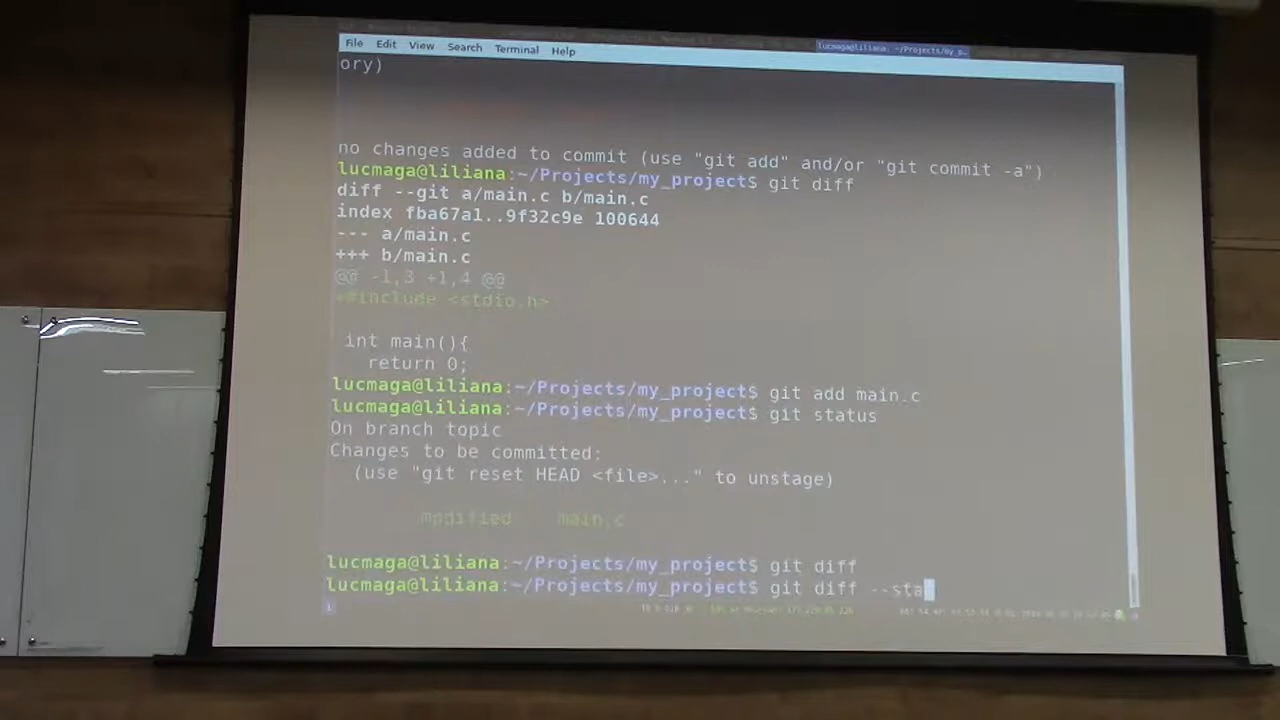 File Edit View Search Terminal Help
lucmaga@liliana: ~/Projects/my_p...
ory)
no changes added to commit (use "git add" and/or "git commit -a")
lucmaga@liliana:~/Projects/my_project$ git diff
diff --git a/main.c b/main.c
index fba67a1..9f32c9e 100644
--- a/main.c
+++ b/main.c
@@ -1,3 +1,4 @@
+#include <stdio.h>
int main(){
return 0;
lucmaga@liliana:~/Projects/my_project$ git add main.c
lucmaga@liliana:~/Projects/my_project$ git status
On branch topic
Changes to be committed:
(use "git reset HEAD <file>..." to unstage)
modified: main.c
lucmaga@liliana:~/Projects/my_project$ git diff
lucmaga@liliana:~/Projects/my_project$ git diff --sta